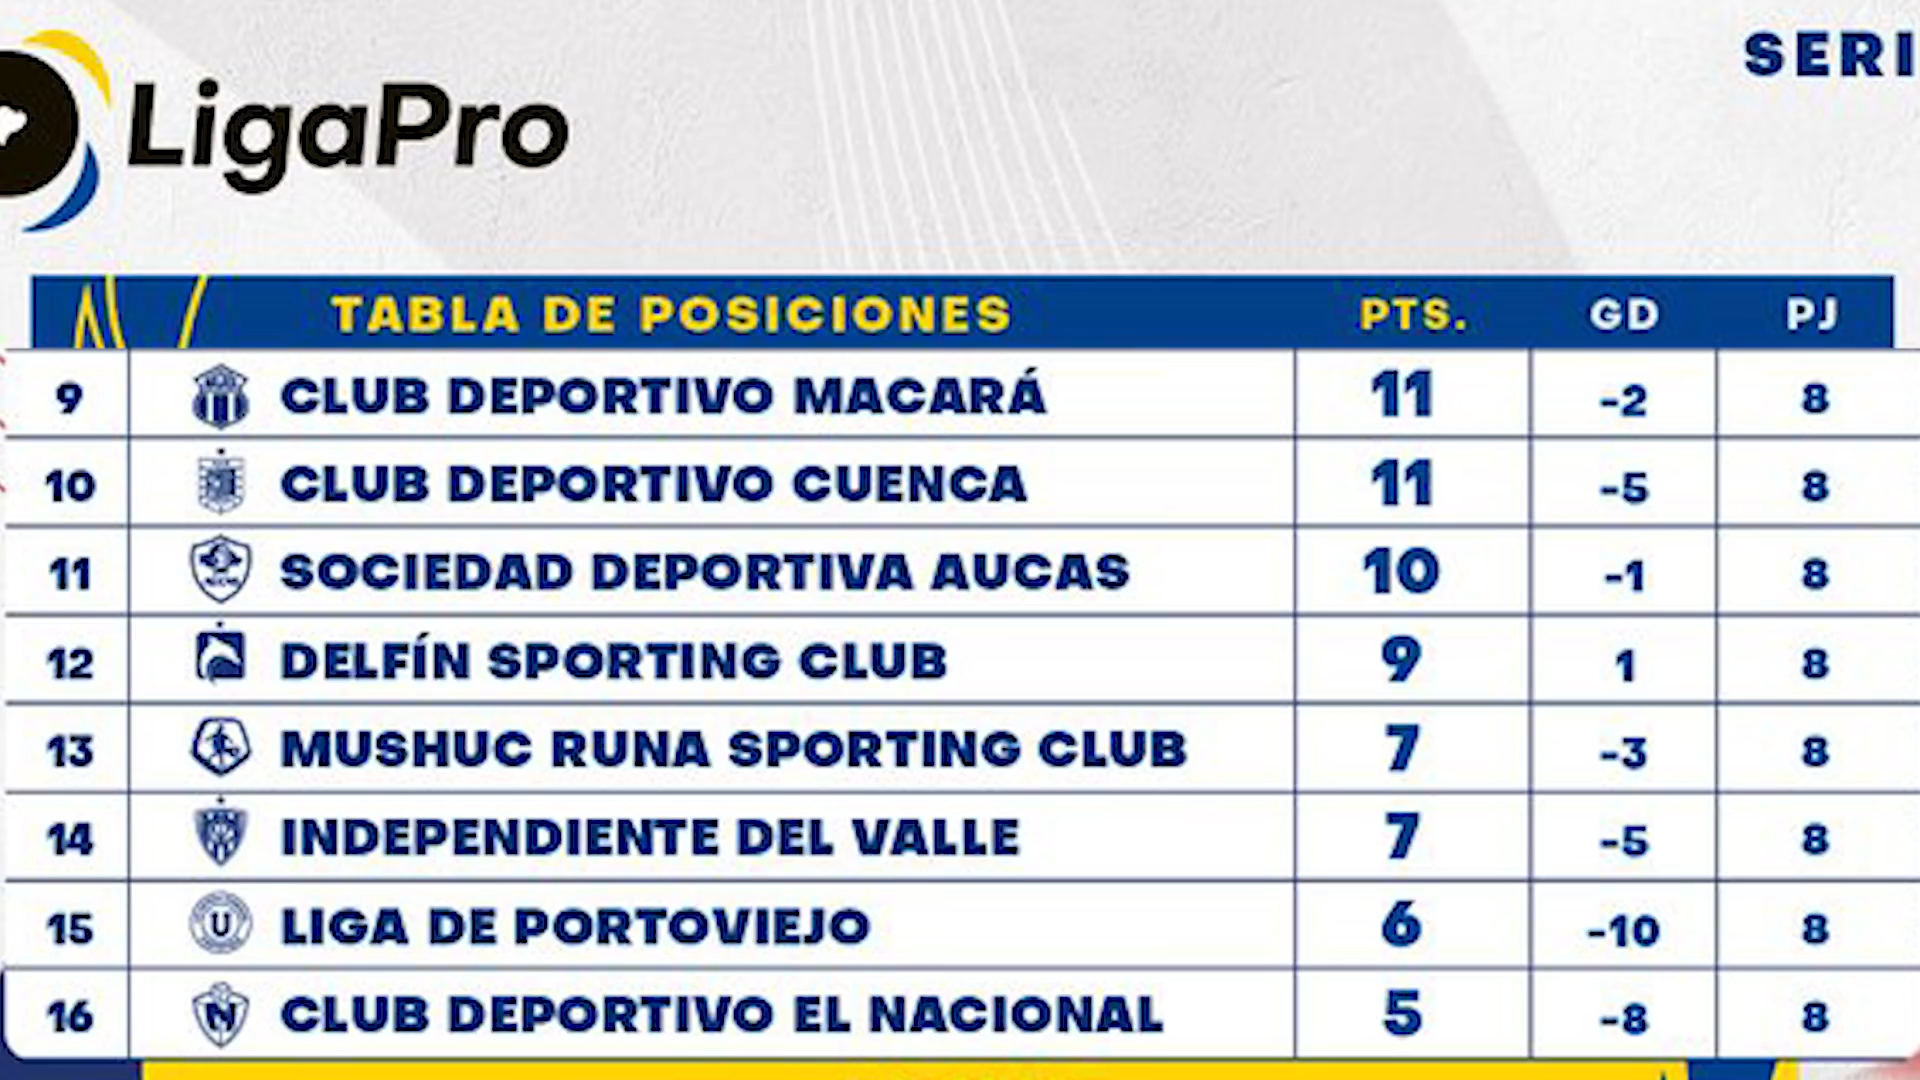 LigaPro
SERI
TABLA DE POSICIONES PTS. GD PJ
9 CLUB DEPORTIVO MACARÁ 11 -2 8
10 CLUB DEPORTIVO CUENCA 11 -5 8
11 SOCIEDAD DEPORTIVA AUCAS 10 -1 8
12 DELFÍN SPORTING CLUB 9 1 8
13 MUSHUC RUNA SPORTING CLUB 7 -3 8
14 INDEPENDIENTE DEL VALLE 7 -5 8
15 U LIGA DE PORTOVIEJO 6 -10 8
16 N CLUB DEPORTIVO EL NACIONAL 5 -8 8